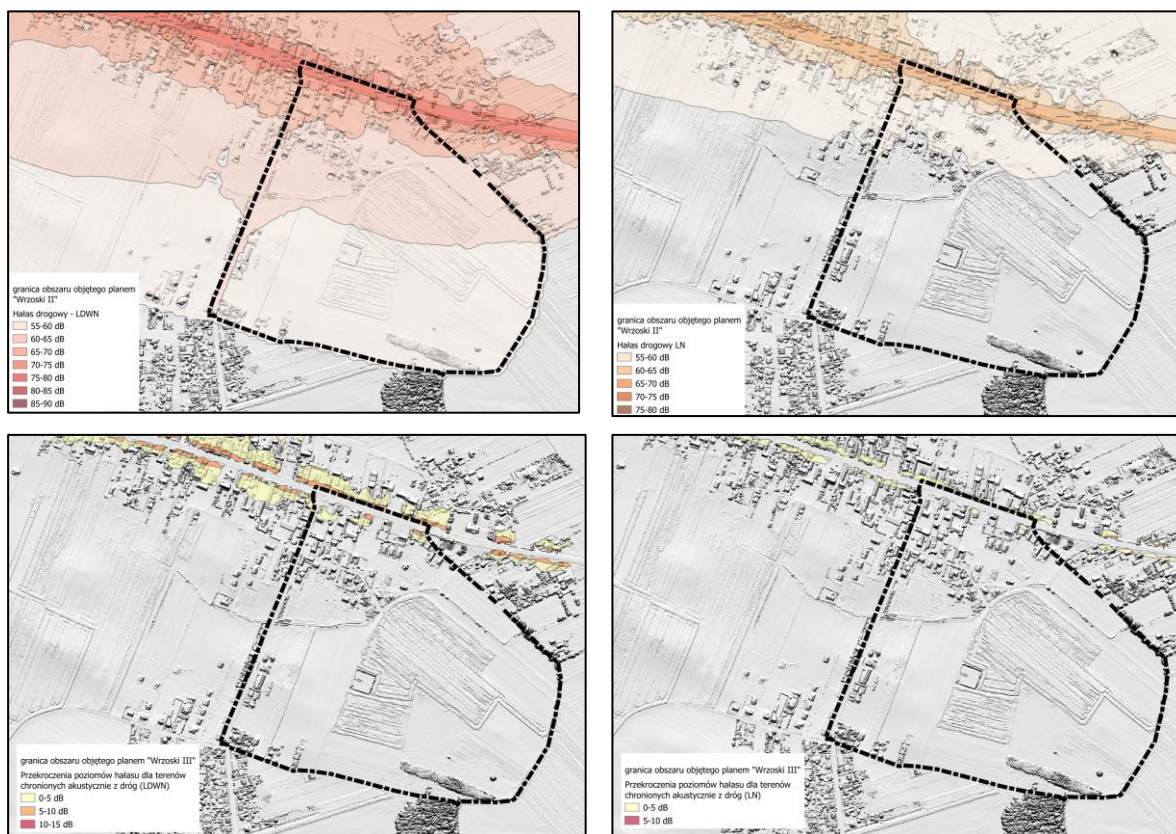 granica obszaru objętego planem
"Wrzoski II"
Hałas drogowy - LDWN
55-60 dB
60-65 dB
65-70 dB
70-75 dB
75-80 dB
80-85 dB
85-90 dB
granica obszaru objętego planem
"Wrzoski II"
Hałas drogowy LN
55-60 dB
60-65 dB
65-70 dB
70-75 dB
75-80 dB
granica obszaru objętego planem "Wrzoski III"
Przekroczenia poziomów hałasu dla terenów
chronionych akustycznie z dróg (LDWN)
0-5 dB
5-10 dB
10-15 dB
granica obszaru objętego planem "Wrzoski III"
Przekroczenia poziomów hałasu dla terenów
chronionych akustycznie z dróg (LN)
0-5 dB
5-10 dB